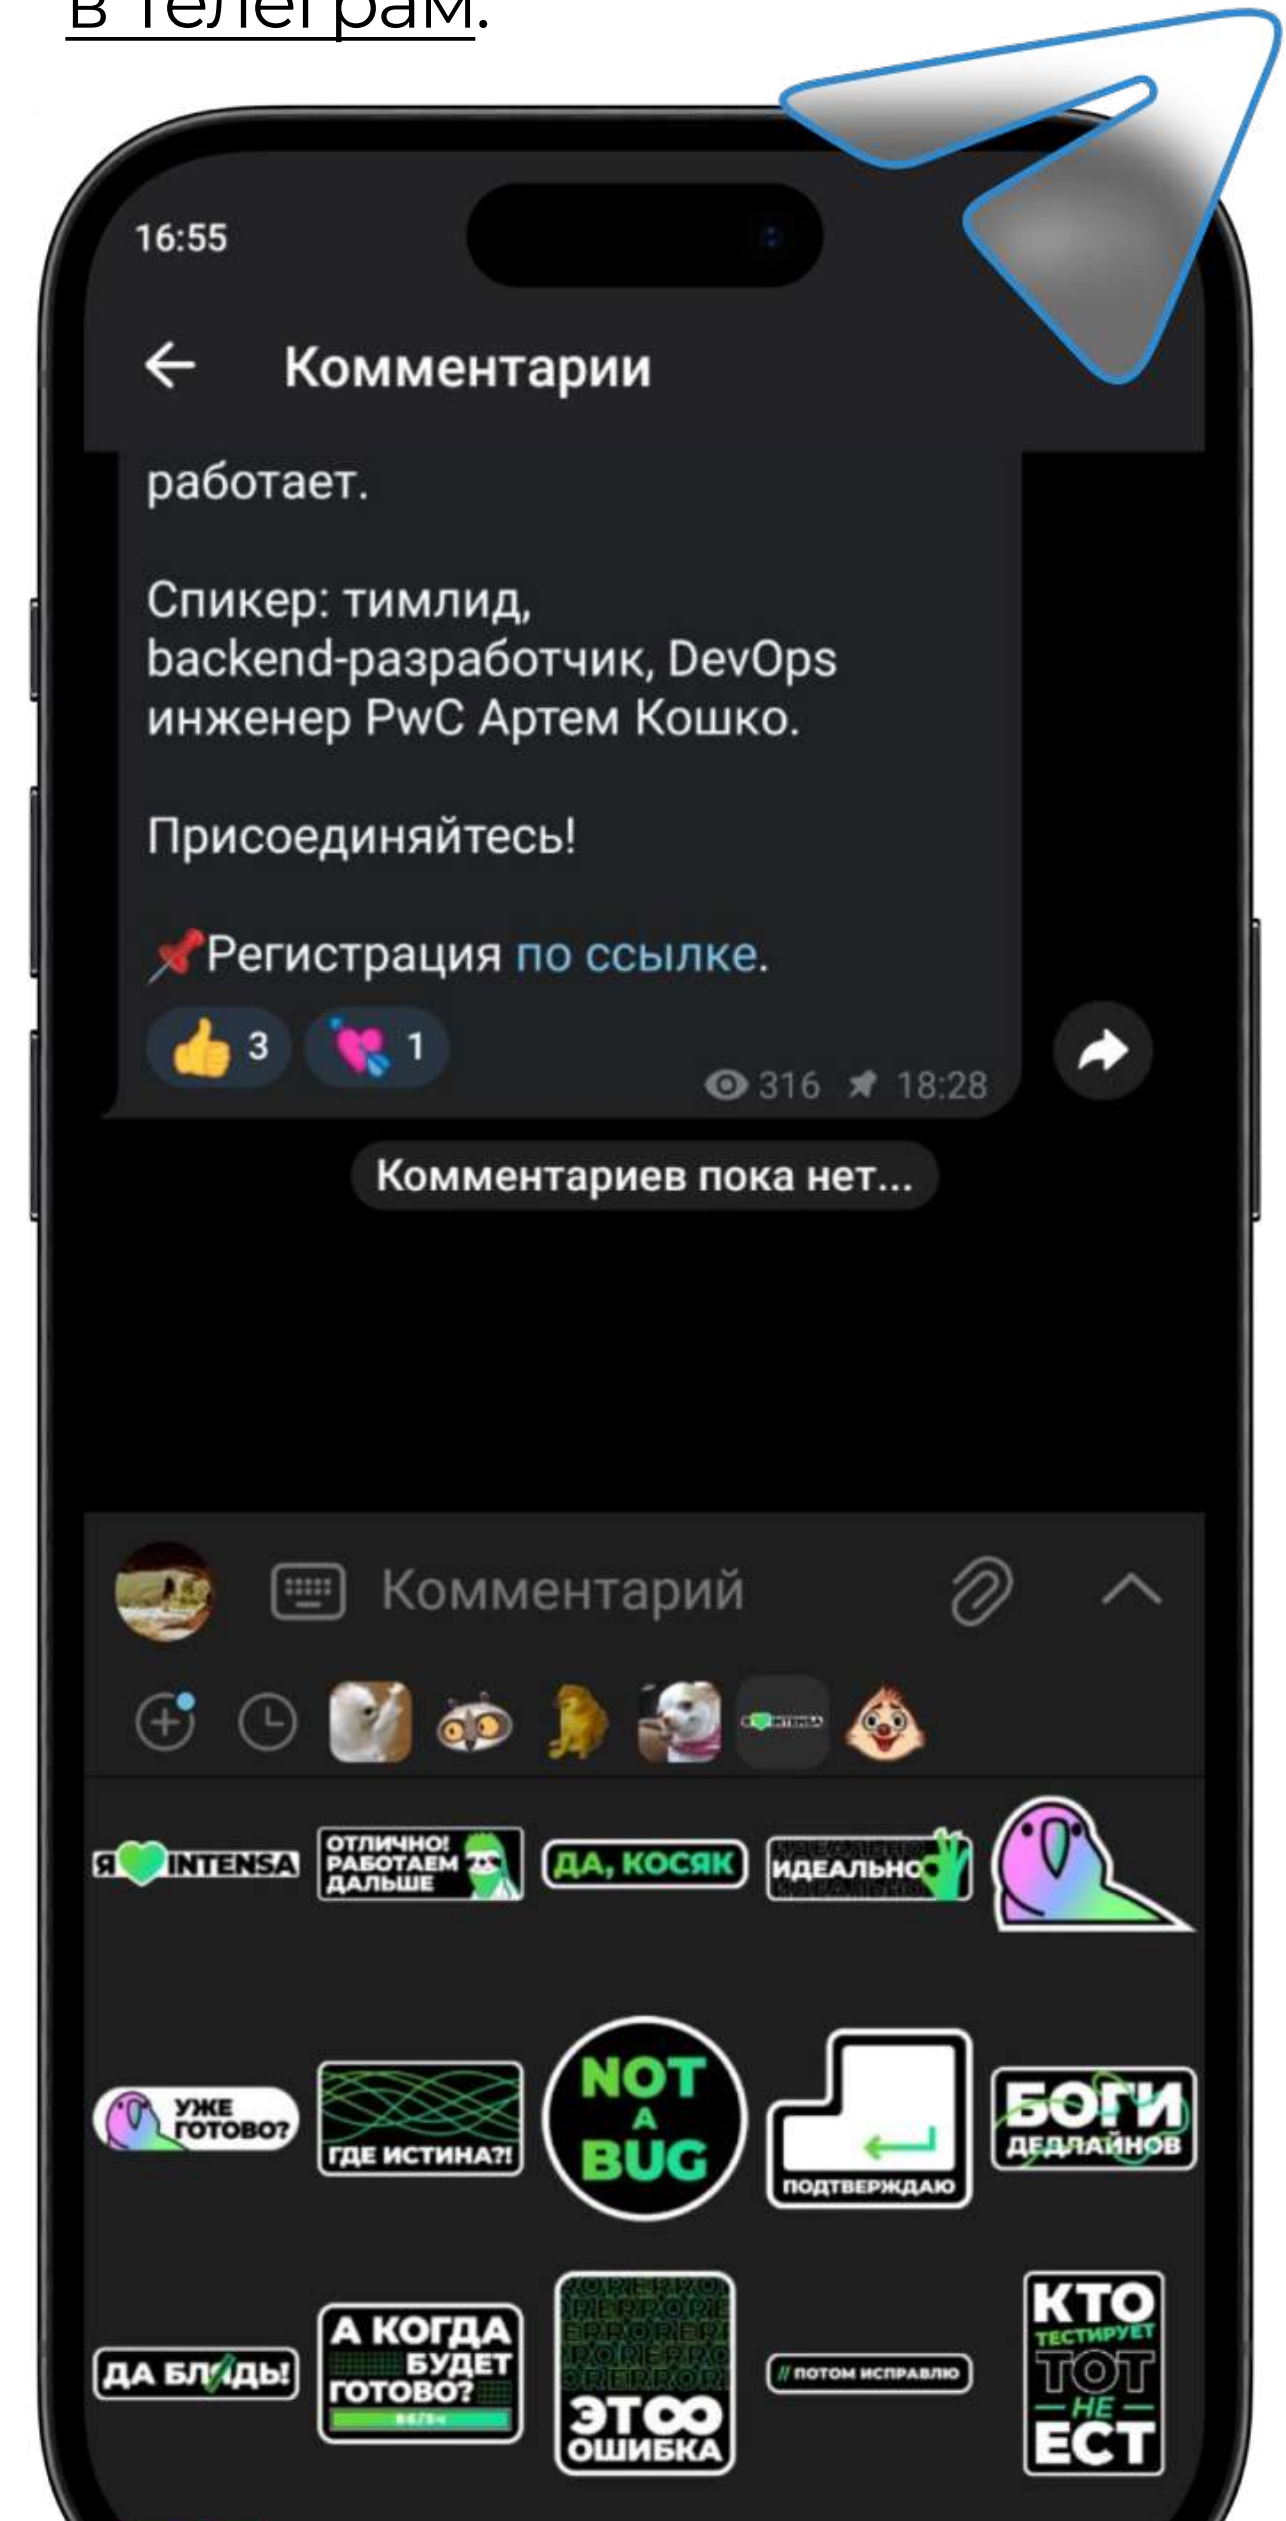 в телеграм.
16:55
Комментарии
работает.
Спикер: тимлид,
backend-разработчик, DevOps
инженер PwC Артем Кошко.
Присоединяйтесь!
Регистрация по ссылке.
3
1
316
18:28
Комментариев пока нет...
Комментарий
Я INTENSA
ОТЛИЧНО!
РАБОТАЕМ
ДАЛЬШЕ
ДА, КОСЯК
ИДЕАЛЬНО
УЖЕ
ГОТОВО?
ГДЕ ИСТИНА?!
NOT
A
BUG
ПОДТВЕРЖДАЮ
БОГИ
ДЕДЛАЙНОВ
ДА БЛЯДЬ!
А КОГДА
БУДЕТ
ГОТОВО?
ЭТО
ОШИБКА
// ПОТОМ ИСПРАВЛЮ
КТО
ТЕСТИРУЕТ
ТОТ
НЕ
ЕСТ